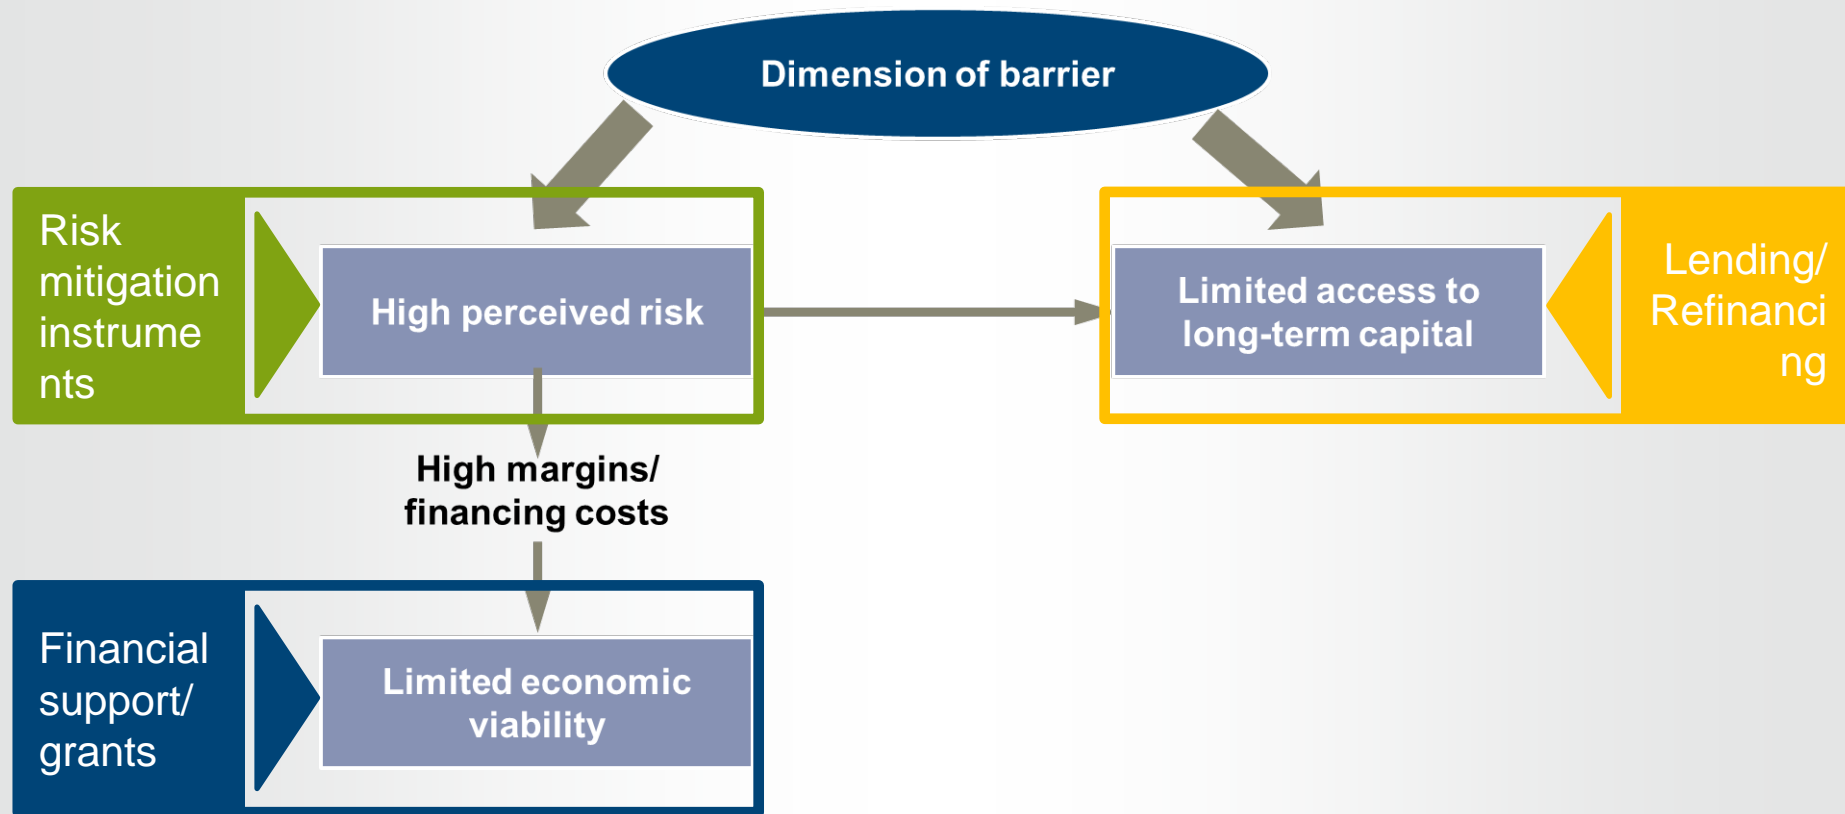 Dimension of barrier
Risk
mitigation
instrume
nts
High perceived risk
Limited access to
long-term capital
Lending/
Refinanci
ng
High margins/
financing costs
Financial
support/
grants
Limited economic
viability